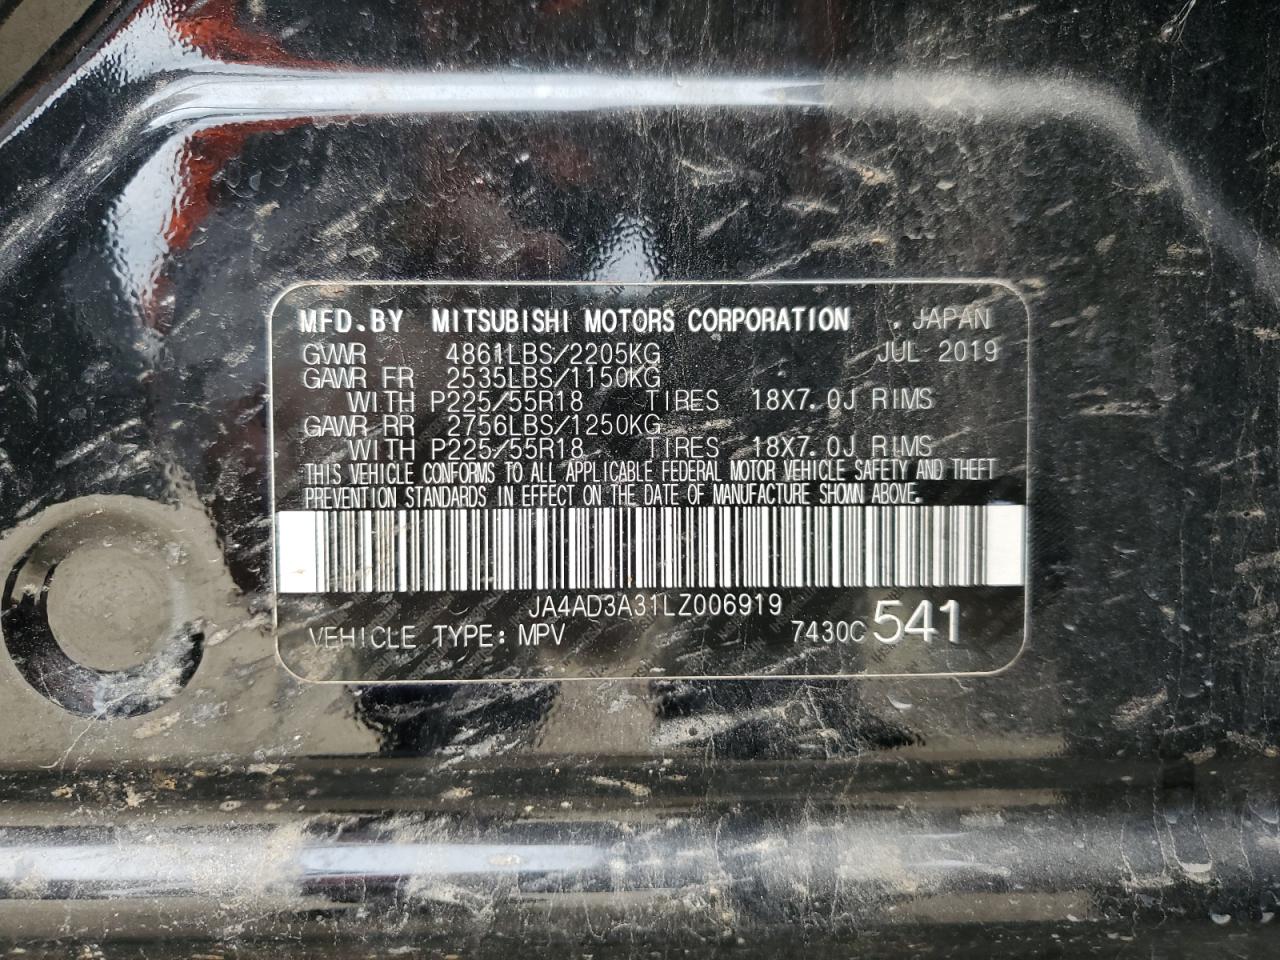 MFD.BY MITSUBISHI MOTORS CORPORATION , JAPAN
GVWR 4861LBS/2205KG JUL 2019
GAWR FR 2535LBS/1150KG
WITH P225/55R18 TIRES 18X7.0J RIMS
GAWR RR 2756LBS/1250KG
WITH P225/55R18 TIRES 18X7.0J RIMS
THIS VEHICLE CONFORMS TO ALL APPLICABLE FEDERAL MOTOR VEHICLE SAFETY AND THEFT
PREVENTION STANDARDS IN EFFECT ON THE DATE OF MANUFACTURE SHOWN ABOVE.
JA4AD3A31LZ006919
VEHICLE TYPE: MPV 7430C 541